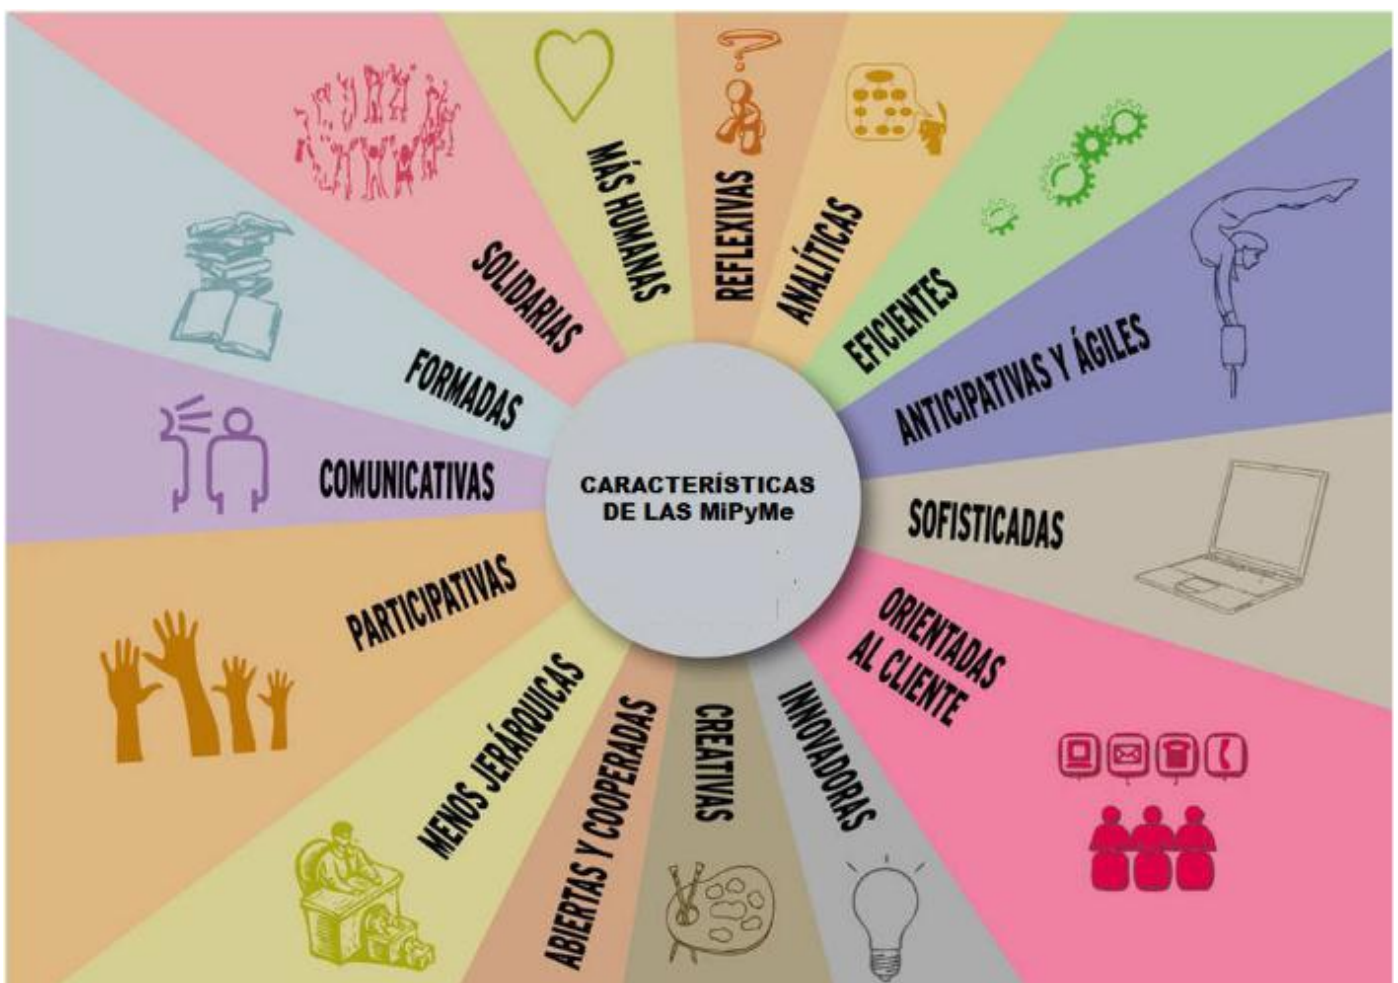 CARACTERÍSTICAS
DE LAS MiPyMe
MÁS HUMANAS
REFLEXIVAS
ANALÍTICAS
EFICIENTES
ANTICIPATIVAS Y ÁGILES
SOFISTICADAS
ORIENTADAS
AL CLIENTE
INNOVADORAS
CREATIVAS
ABIERTAS Y COOPERADAS
MENOS JERÁRQUICAS
PARTICIPATIVAS
COMUNICATIVAS
FORMADAS
SOLIDARIAS